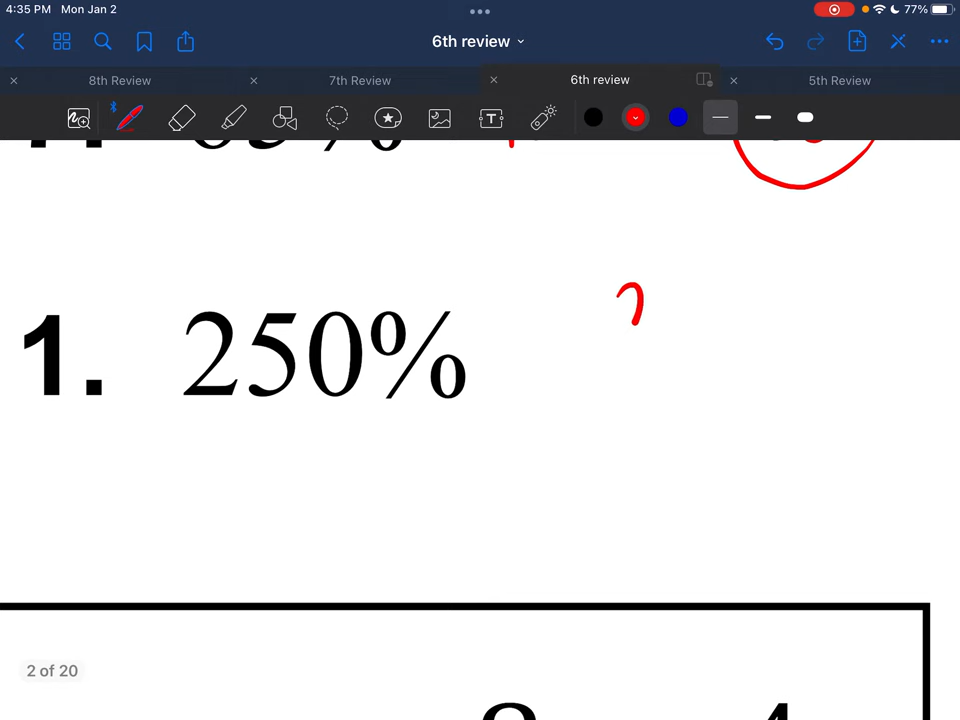 4:35 PM Mon Jan 2 77%
6th review
8th Review 7th Review 6th review 5th Review
1. 250%
2 of 20